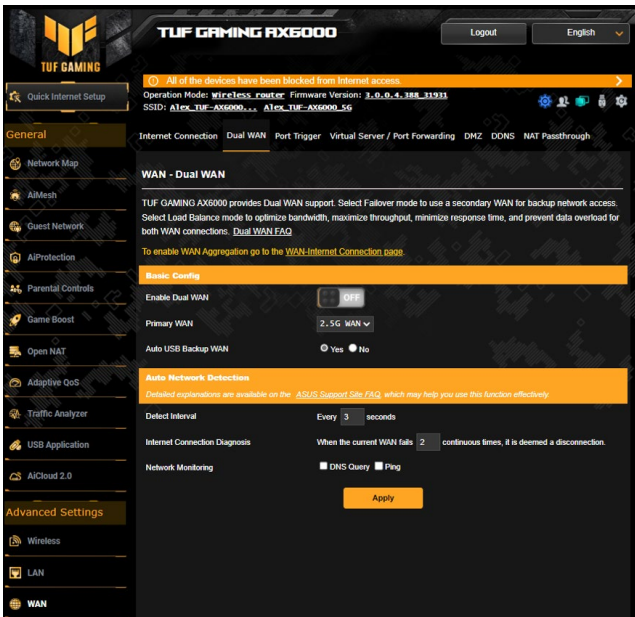 TUF GAMING
TUF GAMING AX6000
Logout
English
All of the devices have been blocked from Internet access.
Quick Internet Setup
Operation Mode: Wireless router Firmware Version: 3.0.0.4.388_31931
SSID: Alex_TUF-AX6000... Alex_TUF-AX6000_5G
General
Internet Connection Dual WAN Port Trigger Virtual Server / Port Forwarding DMZ DDNS NAT Passthrough
Network Map
AiMesh
Guest Network
AiProtection
Parental Controls
Game Boost
Open NAT
Adaptive QoS
Traffic Analyzer
USB Application
AiCloud 2.0
Advanced Settings
Wireless
LAN
WAN
WAN - Dual WAN
TUF GAMING AX6000 provides Dual WAN support. Select Failover mode to use a secondary WAN for backup network access.
Select Load Balance mode to optimize bandwidth, maximize throughput, minimize response time, and prevent data overload for
both WAN connections. Dual WAN FAQ
To enable WAN Aggregation go to the WAN-Internet Connection page.
Basic Config
Enable Dual WAN OFF
Primary WAN 2.5G WAN
Auto USB Backup WAN Yes No
Auto Network Detection
Detailed explanations are available on the ASUS Support Site FAQ, which may help you use this function effectively.
Detect Interval Every 3 seconds
Internet Connection Diagnosis When the current WAN fails 2 continuous times, it is deemed a disconnection.
Network Monitoring DNS Query Ping
Apply